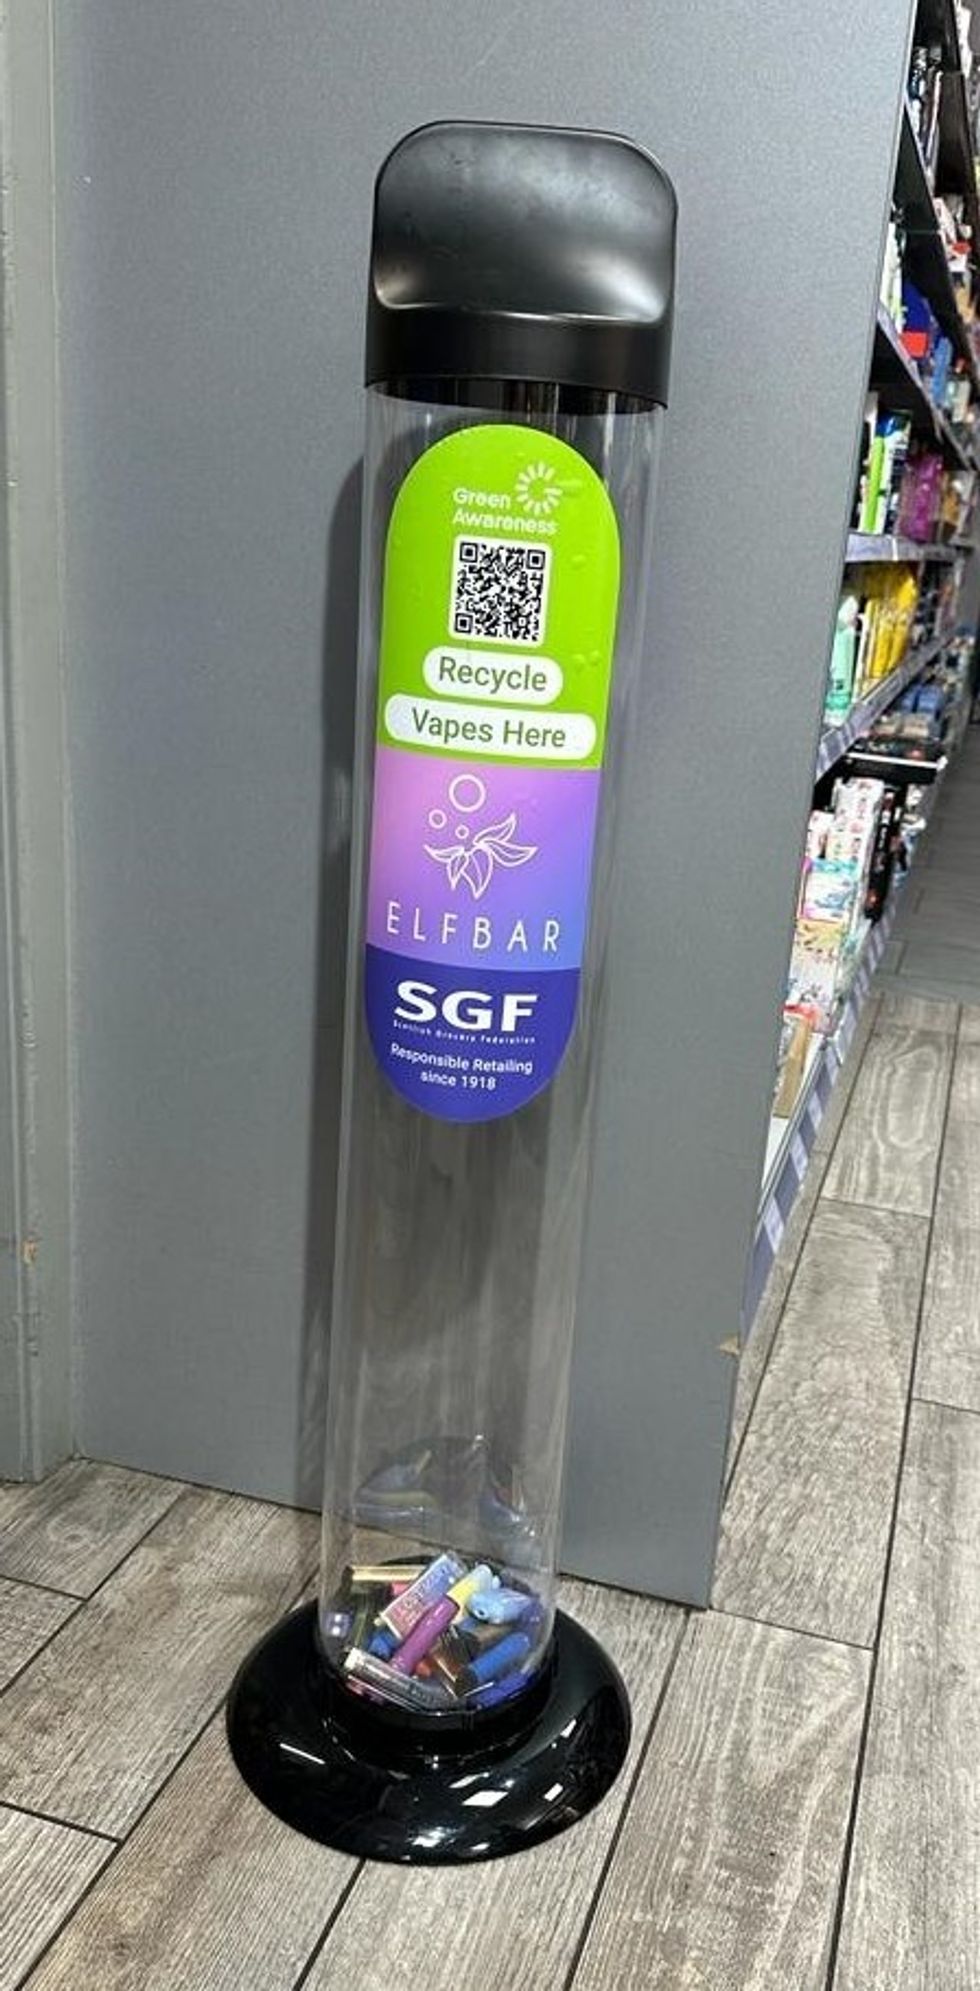 Green
Awareness
Recycle
Vapes Here
ELFBAR
SGF
Scottish Grocers Federation
Responsible Retailing
since 1918